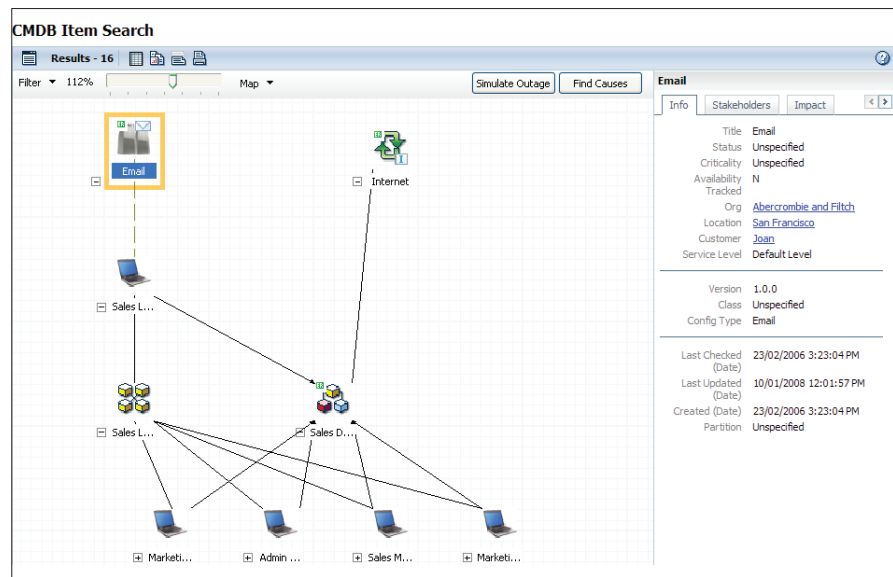 CMDB Item Search
Results - 16
Filter 112% Map Simulate Outage Find Causes
Email
Info Stakeholders Impact
Title Email
Status Unspecified
Criticality Unspecified
Availability N
Tracked
Org Abercrombie and Filtch
Location San Francisco
Customer Joan
Service Level Default Level
Version 1.0.0
Class Unspecified
Config Type Email
Last Checked 23/02/2006 3:23:04 PM
(Date)
Last Updated 10/01/2008 12:01:57 PM
(Date)
Created (Date) 23/02/2006 3:23:04 PM
Partition Unspecified
Email
Internet
Sales L...
Sales L...
Sales D...
Marketi...
Admin ...
Sales M...
Marketi...